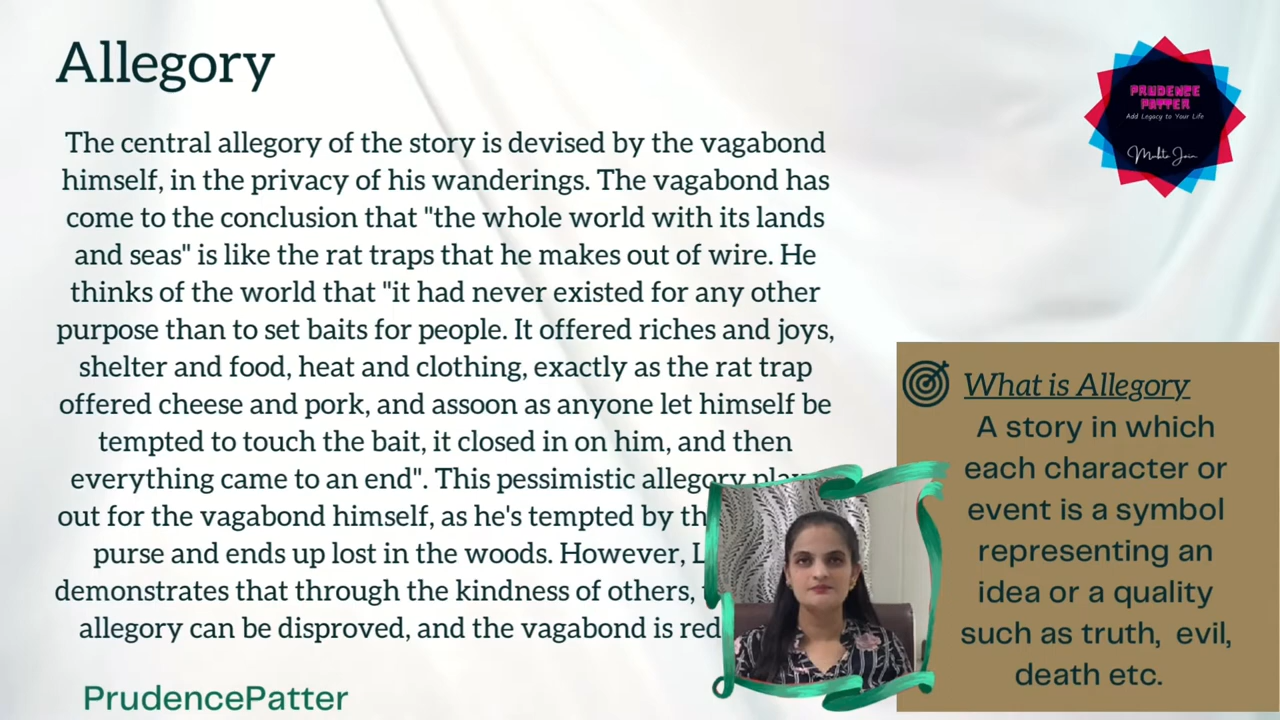 Allegory
The central allegory of the story is devised by the vagabond
himself, in the privacy of his wanderings. The vagabond has
come to the conclusion that "the whole world with its lands
and seas" is like the rat traps that he makes out of wire. He
thinks of the world that "it had never existed for any other
purpose than to set baits for people. It offered riches and joys,
shelter and food, heat and clothing, exactly as the rat trap
offered cheese and pork, and assoon as anyone let himself be
tempted to touch the bait, it closed in on him, and then
everything came to an end". This pessimistic allegory
out for the vagabond himself, as he's tempted by
purse and ends up lost in the woods. However,
demonstrates that through the kindness of others,
allegory can be disproved, and the vagabond is
PrudencePatter
PRUDENCE
PATTER
Add Legacy to Your Life
What is Allegory
A story in which
each character or
event is a symbol
representing an
idea or a quality
such as truth, evil,
death etc.